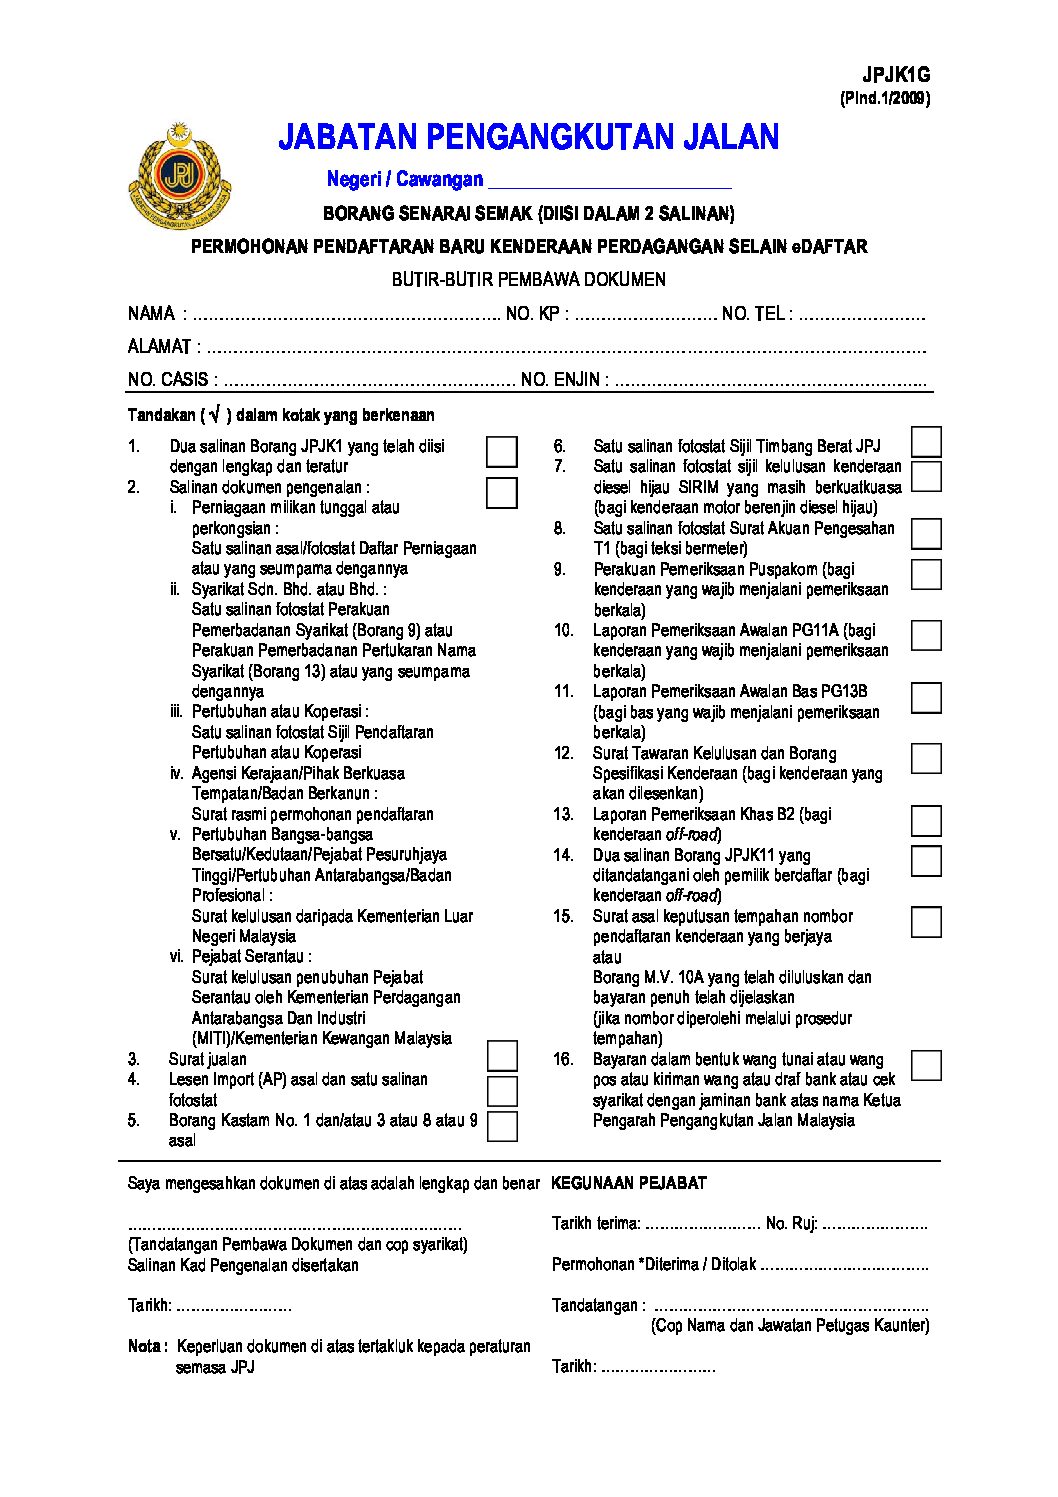 JPJK1G
(PInd.1/2009)
JABATAN PENGANGKUTAN JALAN
Negeri / Cawangan ___________________________
BORANG SENARAI SEMAK (DIISI DALAM 2 SALINAN)
PERMOHONAN PENDAFTARAN BARU KENDERAAN PERDAGANGAN SELAIN eDAFTAR
BUTIR-BUTIR PEMBAWA DOKUMEN
NAMA : .......................................................... NO. KP : ........................... NO. TEL : ........................
ALAMAT : .......................................................................................................................................
NO. CASIS : ....................................................... NO. ENJIN : ...........................................................
Tandakan ( √ ) dalam kotak yang berkenaan
1. Dua salinan Borang JPJK1 yang telah diisi
dengan lengkap dan teratur
2. Salinan dokumen pengenalan :
i. Perniagaan milikan tunggal atau
perkongsian :
Satu salinan asal/fotostat Daftar Perniagaan
atau yang seumpama dengannya
ii. Syarikat Sdn. Bhd. atau Bhd. :
Satu salinan fotostat Perakuan
Pemerbadanan Syarikat (Borang 9) atau
Perakuan Pemerbadanan Pertukaran Nama
Syarikat (Borang 13) atau yang seumpama
dengannya
iii. Pertubuhan atau Koperasi :
Satu salinan fotostat Sijil Pendaftaran
Pertubuhan atau Koperasi
iv. Agensi Kerajaan/Pihak Berkuasa
Tempatan/Badan Berkanun :
Surat rasmi permohonan pendaftaran
v. Pertubuhan Bangsa-bangsa
Bersatu/Kedutaan/Pejabat Pesuruhjaya
Tinggi/Pertubuhan Antarabangsa/Badan
Profesional :
Surat kelulusan daripada Kementerian Luar
Negeri Malaysia
vi. Pejabat Serantau :
Surat kelulusan penubuhan Pejabat
Serantau oleh Kementerian Perdagangan
Antarabangsa Dan Industri
(MITI)/Kementerian Kewangan Malaysia
3. Surat jualan
4. Lesen Import (AP) asal dan satu salinan
fotostat
5. Borang Kastam No. 1 dan/atau 3 atau 8 atau 9
asal
6. Satu salinan fotostat Sijil Timbang Berat JPJ
7. Satu salinan fotostat sijil kelulusan kenderaan
diesel hijau SIRIM yang masih berkuatkuasa
(bagi kenderaan motor berenjin diesel hijau)
8. Satu salinan fotostat Surat Akuan Pengesahan
T1 (bagi teksi bermeter)
9. Perakuan Pemeriksaan Puspakom (bagi
kenderaan yang wajib menjalani pemeriksaan
berkala)
10. Laporan Pemeriksaan Awalan PG11A (bagi
kenderaan yang wajib menjalani pemeriksaan
berkala)
11. Laporan Pemeriksaan Awalan Bas PG13B
(bagi bas yang wajib menjalani pemeriksaan
berkala)
12. Surat Tawaran Kelulusan dan Borang
Spesifikasi Kenderaan (bagi kenderaan yang
akan dilesenkan)
13. Laporan Pemeriksaan Khas B2 (bagi
kenderaan off-road)
14. Dua salinan Borang JPJK11 yang
ditandatangani oleh pemilik berdaftar (bagi
kenderaan off-road)
15. Surat asal keputusan tempahan nombor
pendaftaran kenderaan yang berjaya
atau
Borang M.V. 10A yang telah diluluskan dan
bayaran penuh telah dijelaskan
(jika nombor diperolehi melalui prosedur
tempahan)
16. Bayaran dalam bentuk wang tunai atau wang
pos atau kiriman wang atau draf bank atau cek
syarikat dengan jaminan bank atas nama Ketua
Pengarah Pengangkutan Jalan Malaysia
Saya mengesahkan dokumen di atas adalah lengkap dan benar
.....................................................................
(Tandatangan Pembawa Dokumen dan cop syarikat)
Salinan Kad Pengenalan disertakan
Tarikh: ........................
Nota : Keperluan dokumen di atas tertakluk kepada peraturan
semasa JPJ
KEGUNAAN PEJABAT
Tarikh terima: ........................ No. Ruj: ......................
Permohonan *Diterima / Ditolak ...................................
Tandatangan : .........................................................
(Cop Nama dan Jawatan Petugas Kaunter)
Tarikh: ........................